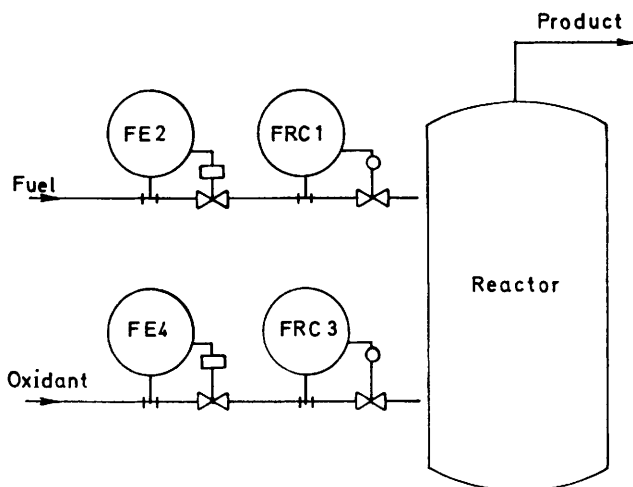 Product
FE2
FRC1
Fuel
Reactor
FE4
FRC3
Oxidant